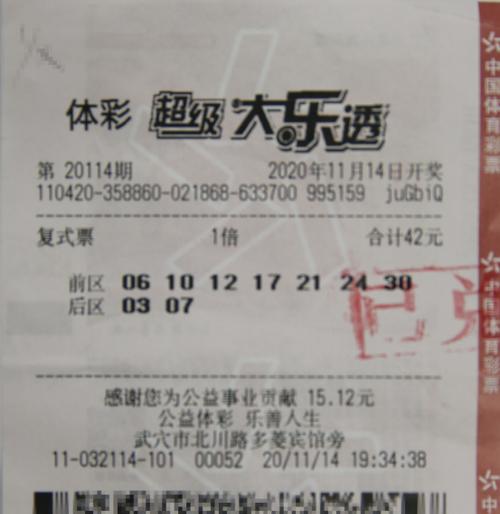 体彩 超级大乐透
第 20114期 2020年11月14日开奖
110420-358860-021868-633700 995159 juGbiQ
复式票 1倍 合计42元
前区 06 10 12 17 21 24 30
后区 03 07
已兑
感谢您为公益事业贡献 15.12元
公益体彩 乐善人生
武穴市北川路多菱宾馆旁
11-032114-101 00052 20/11/14 19:34:38
中国体育彩票
中国体育彩票
中